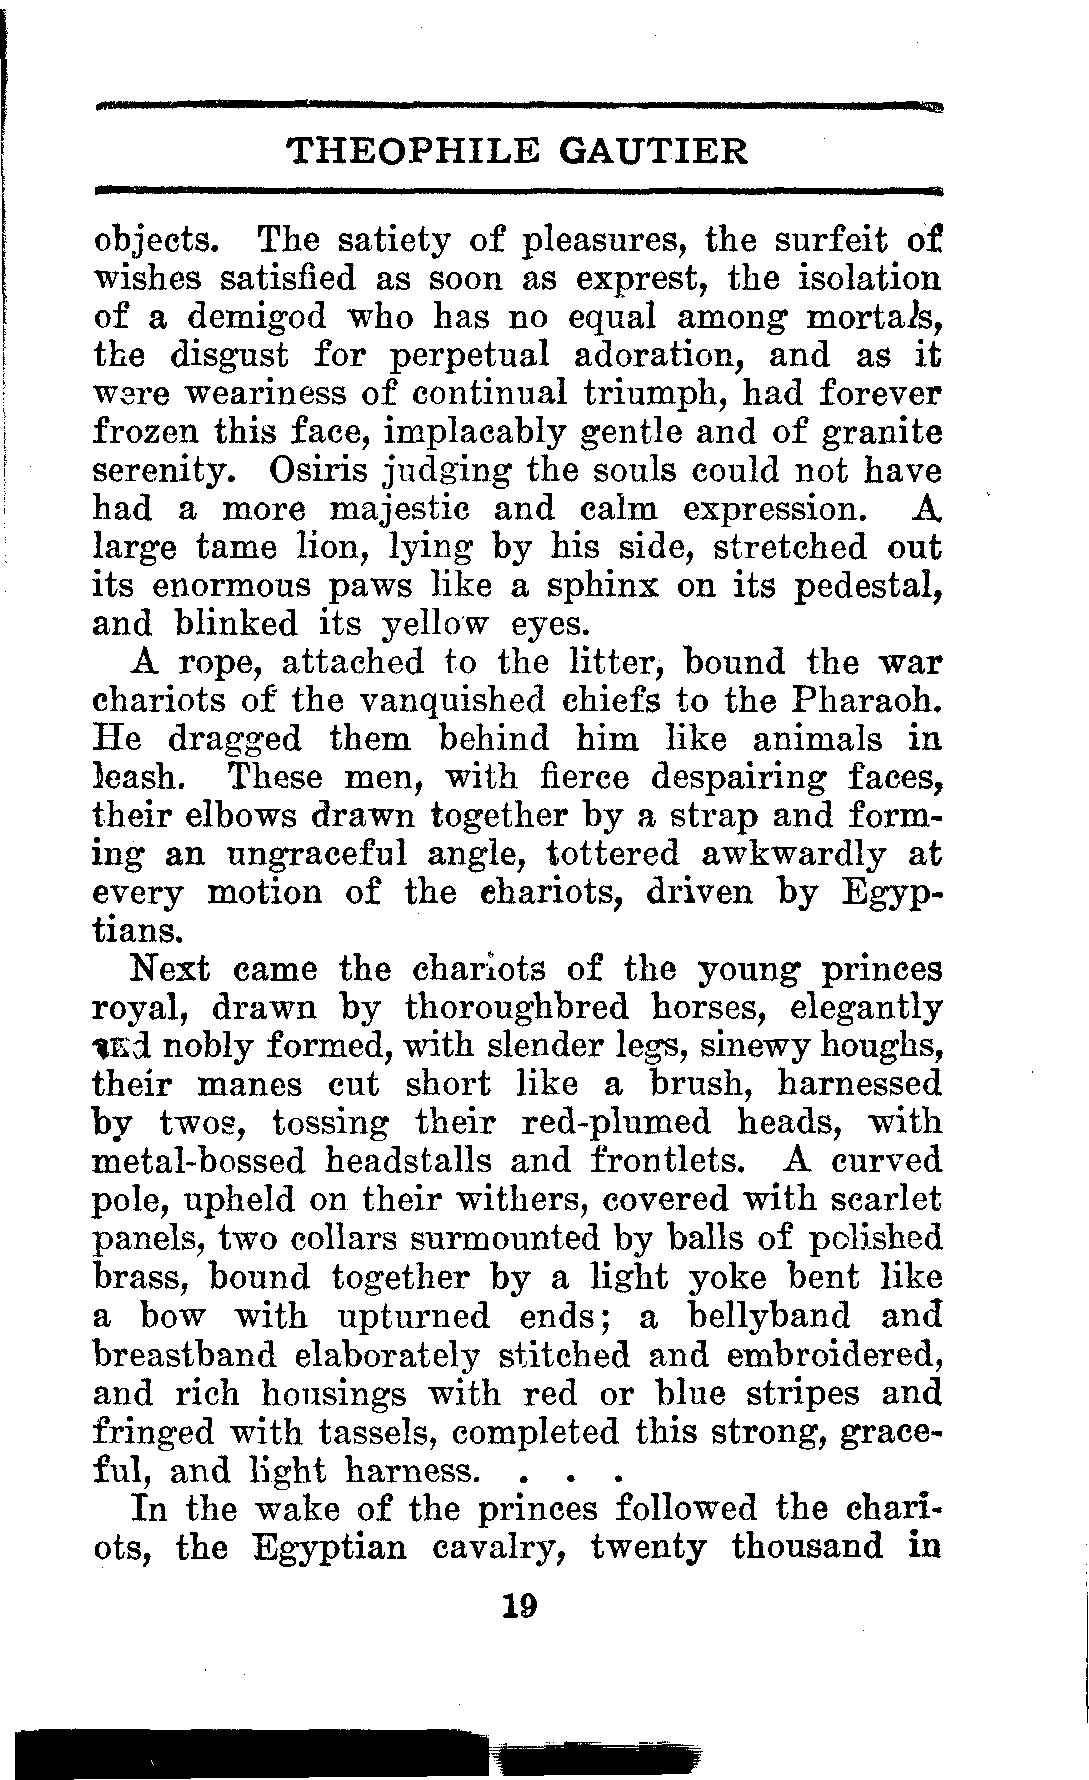 THEOPHILE GAUTIER
objects. The satiety of pleasures, the surfeit of
wishes satisfied as soon as exprest, the isolation
of a demigod who has no equal among mortals,
the disgust for perpetual adoration, and as it
were weariness of continual triumph, had forever
frozen this face, implacably gentle and of granite
serenity. Osiris judging the souls could not have
had a more majestic and calm expression. A
large tame lion, lying by his side, stretched out
its enormous paws like a sphinx on its pedestal,
and blinked its yellow eyes.
A rope, attached to the litter, bound the war
chariots of the vanquished chiefs to the Pharaoh.
He dragged them behind him like animals in
leash. These men, with fierce despairing faces,
their elbows drawn together by a strap and form-
ing an ungraceful angle, tottered awkwardly at
every motion of the chariots, driven by Egyp-
tians.
Next came the chariots of the young princes
royal, drawn by thoroughbred horses, elegantly
and nobly formed, with slender legs, sinewy houghs,
their manes cut short like a brush, harnessed
by twos, tossing their red-plumed heads, with
metal-bossed headstalls and frontlets. A curved
pole, upheld on their withers, covered with scarlet
panels, two collars surmounted by balls of polished
brass, bound together by a light yoke bent like
a bow with upturned ends; a bellyband and
breastband elaborately stitched and embroidered,
and rich housings with red or blue stripes and
fringed with tassels, completed this strong, grace-
ful, and light harness. . . .
In the wake of the princes followed the chari-
ots, the Egyptian cavalry, twenty thousand in
19